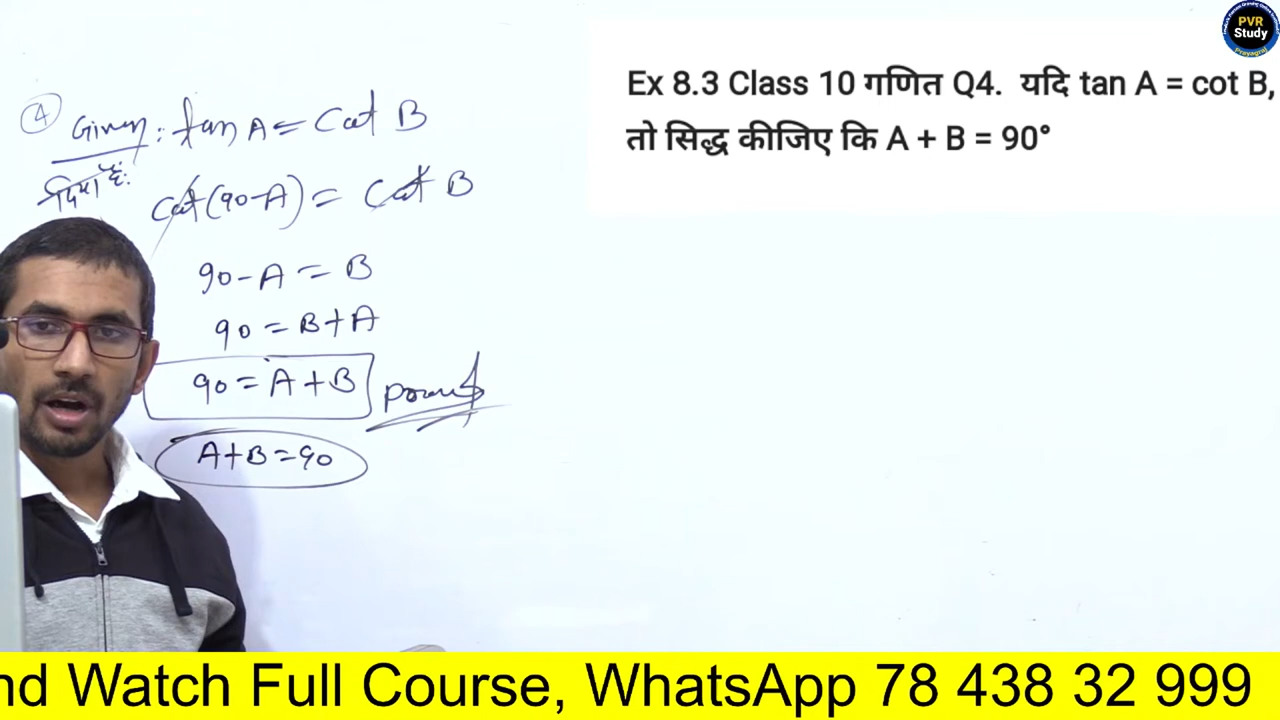 PVR
Study
Prayagraj
Ex 8.3 Class 10 गणित Q4. यदि tan A = cot B,
तो सिद्ध कीजिए कि A + B = 90°
④ Given: tan A = Cot B
दिया है:
Cot (90-A) = Cot B
90 - A = B
90 = B + A
90 = A + B
A+B=90
nd Watch Full Course, WhatsApp 78 438 32 999